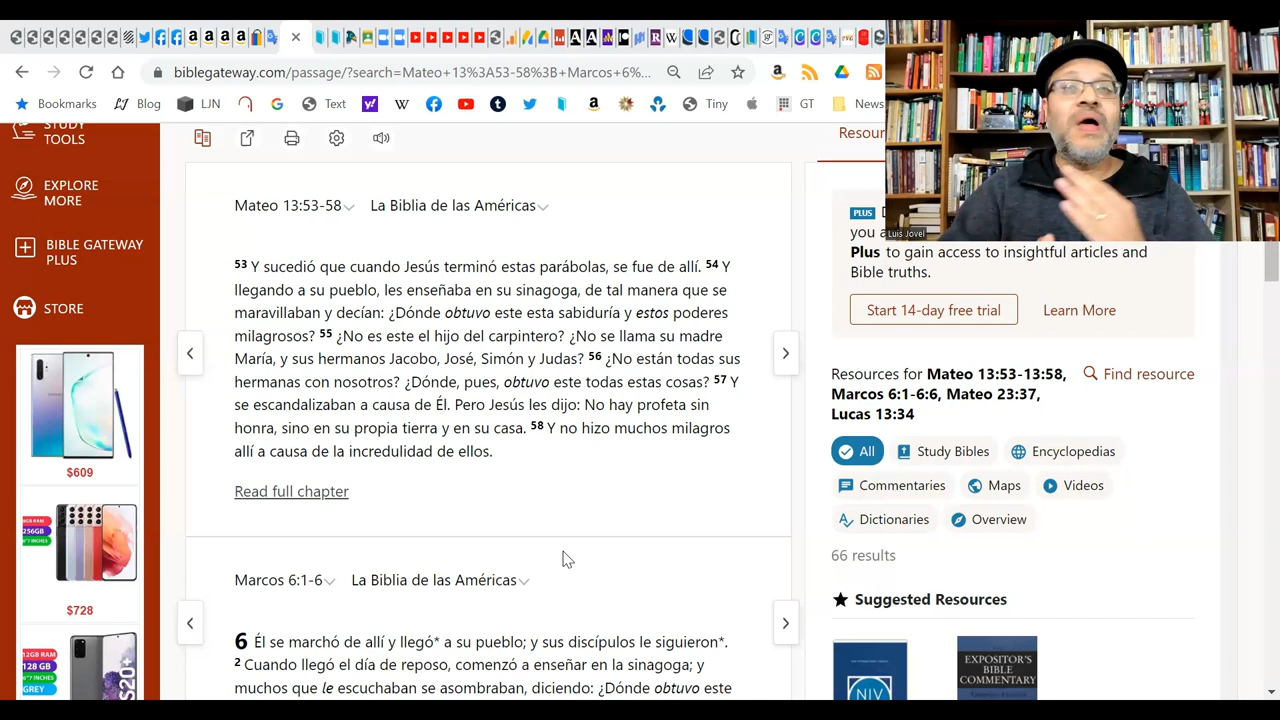 biblegateway.com/passage/?search=Mateo+13%3A53-58%3B+Marcos+6%...
Bookmarks
Blog
LJN
Text
Tiny
GT
News
STUDY
TOOLS
EXPLORE
MORE
BIBLE GATEWAY
PLUS
STORE
$609
$728
12GB RAM
128 GB
GREY
Mateo 13:53-58
La Biblia de las Américas
53 Y sucedió que cuando Jesús terminó estas parábolas, se fue de allí. 54 Y
llegando a su pueblo, les enseñaba en su sinagoga, de tal manera que se
maravillaban y decían: ¿Dónde obtuvo este esta sabiduría y estos poderes
milagrosos? 55 ¿No es este el hijo del carpintero? ¿No se llama su madre
María, y sus hermanos Jacobo, José, Simón y Judas? 56 ¿No están todas sus
hermanas con nosotros? ¿Dónde, pues, obtuvo este todas estas cosas? 57 Y
se escandalizaban a causa de Él. Pero Jesús les dijo: No hay profeta sin
honra, sino en su propia tierra y en su casa. 58 Y no hizo muchos milagros
allí a causa de la incredulidad de ellos.
Read full chapter
Marcos 6:1-6
La Biblia de las Américas
6 Él se marchó de allí y llegó* a su pueblo; y sus discípulos le siguieron*.
2 Cuando llegó el día de reposo, comenzó a enseñar en la sinagoga; y
muchos que le escuchaban se asombraban, diciendo: ¿Dónde obtuvo este
Luis Jovel
PLUS
you a
Plus to gain access to insightful articles and
Bible truths.
Start 14-day free trial
Learn More
Resources for Mateo 13:53-13:58,
Marcos 6:1-6:6, Mateo 23:37,
Lucas 13:34
Find resource
All
Study Bibles
Encyclopedias
Commentaries
Maps
Videos
Dictionaries
Overview
66 results
Suggested Resources
NIV
EXPOSITOR'S
BIBLE
COMMENTARY